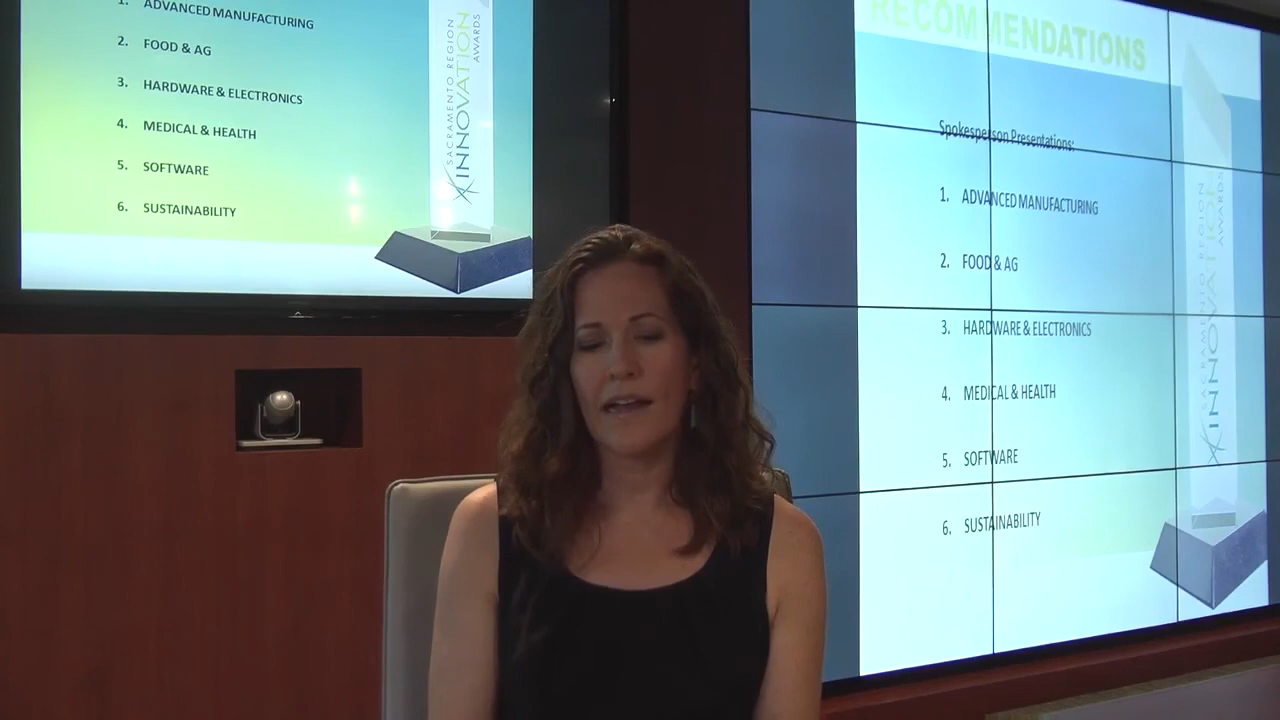 1. ADVANCED MANUFACTURING
2. FOOD & AG
3. HARDWARE & ELECTRONICS
4. MEDICAL & HEALTH
5. SOFTWARE
6. SUSTAINABILITY
SACRAMENTO REGION
INNOVATION
AWARDS
RECOMMENDATIONS
Spokesperson Presentations:
1. ADVANCED MANUFACTURING
2. FOOD & AG
3. HARDWARE & ELECTRONICS
4. MEDICAL & HEALTH
5. SOFTWARE
6. SUSTAINABILITY
SACRAMENTO REGION
INNOVATION
AWARDS